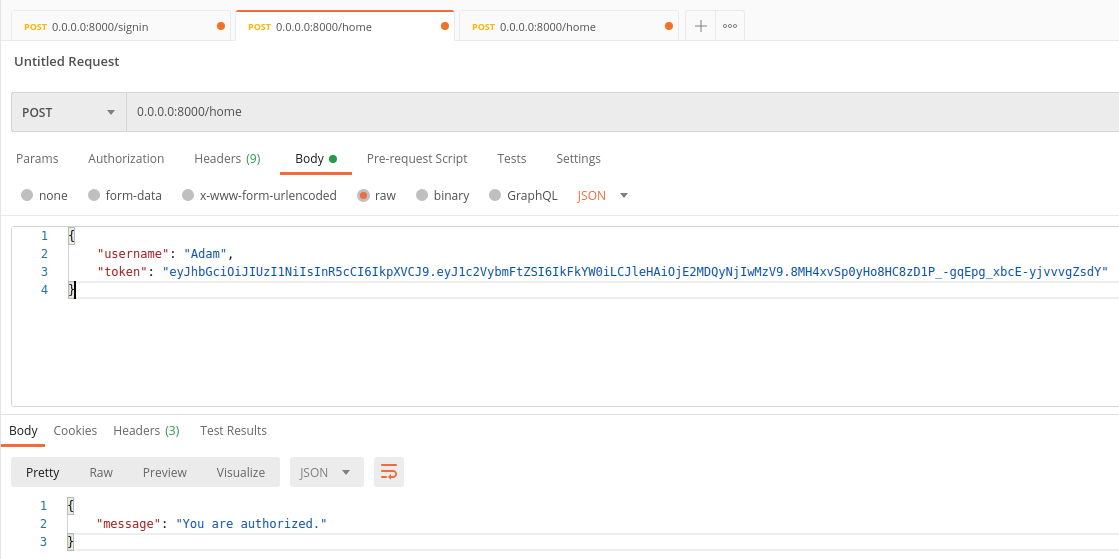 POST 0.0.0.0:8000/signin POST 0.0.0.0:8000/home POST 0.0.0.0:8000/home
Untitled Request
POST 0.0.0.0:8000/home
Params Authorization Headers (9) Body Pre-request Script Tests Settings
none form-data x-www-form-urlencoded raw binary GraphQL JSON
1 {
2 "username": "Adam",
3 "token": "eyJhbGciOiJIUzI1NiIsInR5cCI6IkpXVCJ9.eyJ1c2VybmFtZSI6IkFkYW0iLCJleHAiOjE2MDQyNjIwMzV9.8MH4xvSp0yHo8HC8zD1P_-gqEpg_xbcE-yjvvvgZsdY"
4 }
Body Cookies Headers (3) Test Results
Pretty Raw Preview Visualize JSON
1 {
2 "message": "You are authorized."
3 }